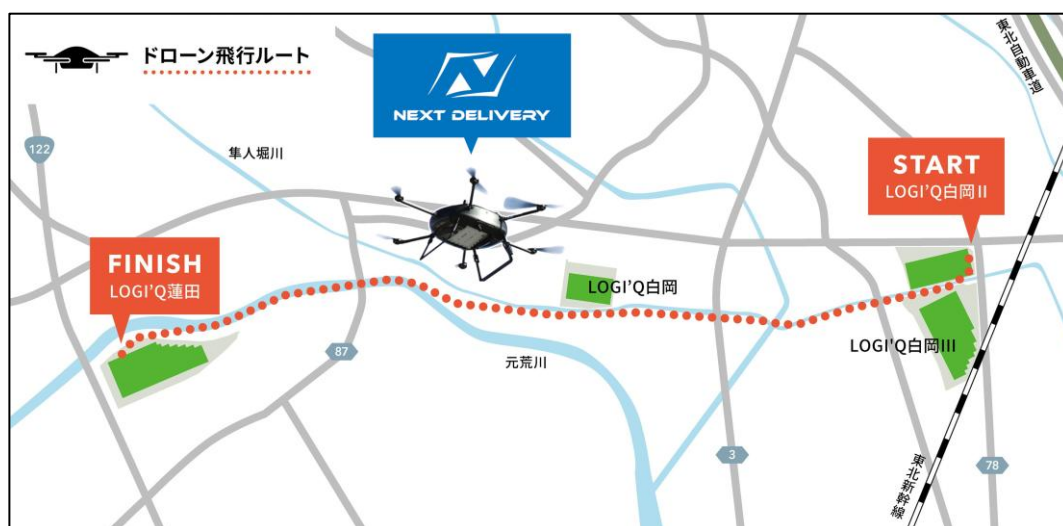 ドローン飛行ルート
NEXT DELIVERY
東北自動車道
122
隼人堀川
START
LOGI'Q白岡II
FINISH
LOGI'Q蓮田
LOGI'Q白岡
LOGI'Q白岡III
87
元荒川
3
東北新幹線
78